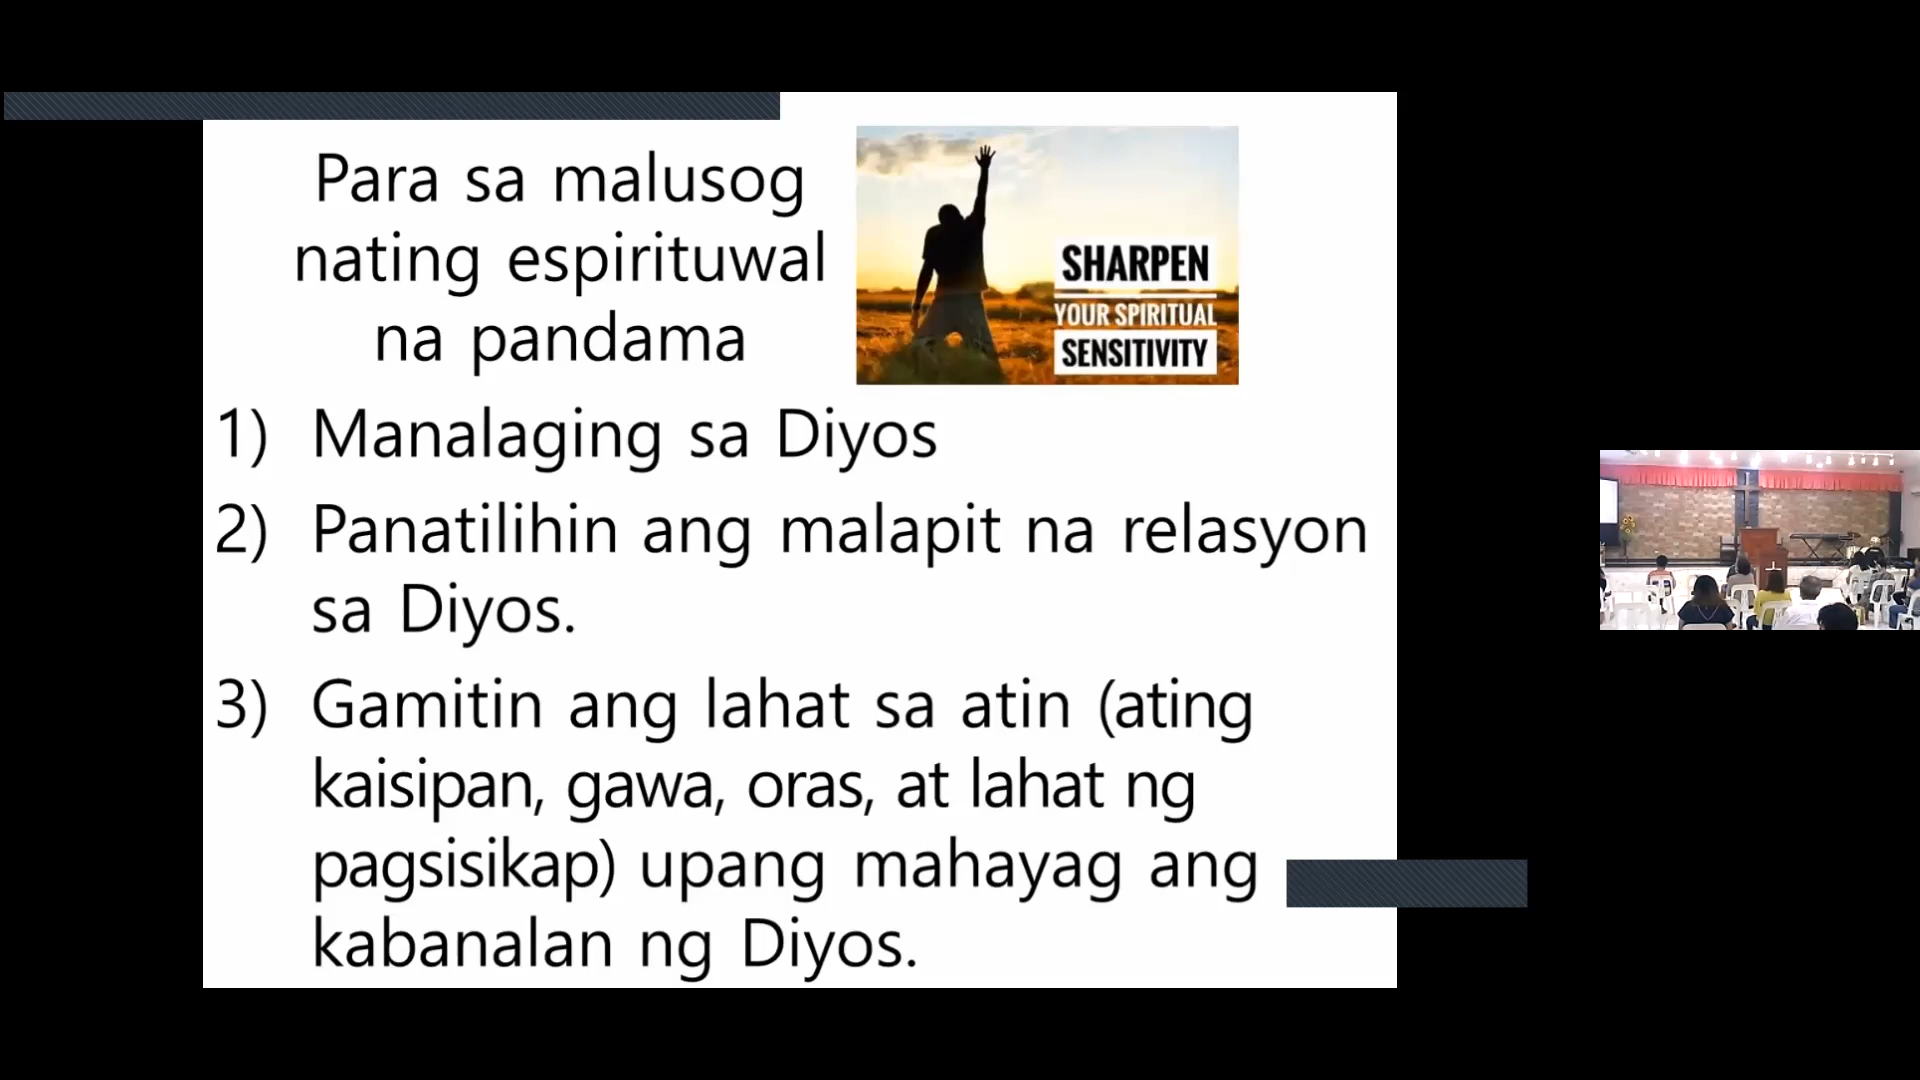 Para sa malusog
nating espirituwal
na pandama
SHARPEN
YOUR SPIRITUAL
SENSITIVITY
1) Manalaging sa Diyos
2) Panatilihin ang malapit na relasyon
sa Diyos.
3) Gamitin ang lahat sa atin (ating
kaisipan, gawa, oras, at lahat ng
pagsisikap) upang mahayag ang
kabanalan ng Diyos.